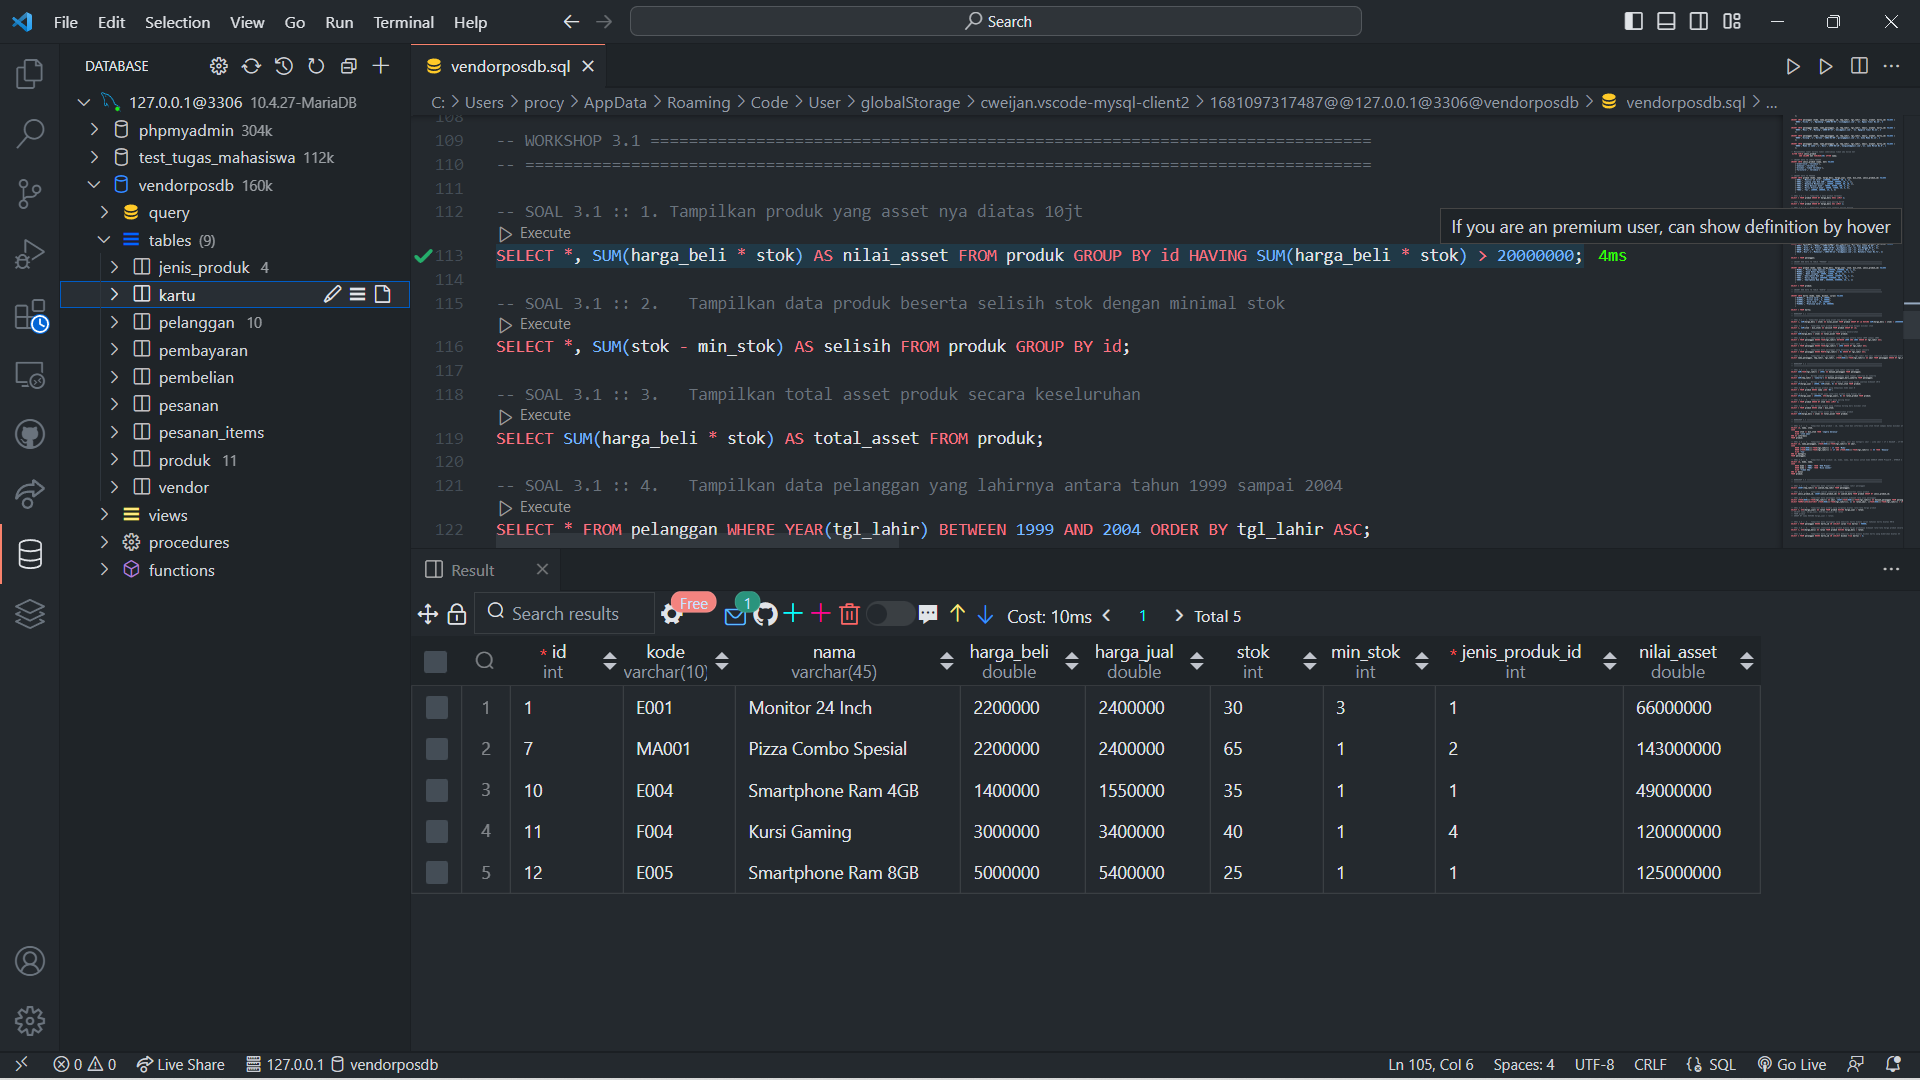 File Edit Selection View Go Run Terminal Help
Search
DATABASE
127.0.0.1@3306 10.4.27-MariaDB
phpmyadmin 304k
test_tugas_mahasiswa 112k
vendorposdb 160k
query
tables (9)
jenis_produk 4
kartu
pelanggan 10
pembayaran
pembelian
pesanan
pesanan_items
produk 11
vendor
views
procedures
functions
vendorposdb.sql
C: > Users > procy > AppData > Roaming > Code > User > globalStorage > cweijan.vscode-mysql-client2 > 1681097317487@@127.0.0.1@3306@vendorposdb > vendorposdb.sql > ...
108
109 -- WORKSHOP 3.1 ===========================================================================
110 -- ========================================================================================
111
112 -- SOAL 3.1 :: 1. Tampilkan produk yang asset nya diatas 10jt
Execute
If you are an premium user, can show definition by hover
113 SELECT *, SUM(harga_beli * stok) AS nilai_asset FROM produk GROUP BY id HAVING SUM(harga_beli * stok) > 20000000; 4ms
114
115 -- SOAL 3.1 :: 2. Tampilkan data produk beserta selisih stok dengan minimal stok
Execute
116 SELECT *, SUM(stok - min_stok) AS selisih FROM produk GROUP BY id;
117
118 -- SOAL 3.1 :: 3. Tampilkan total asset produk secara keseluruhan
Execute
119 SELECT SUM(harga_beli * stok) AS total_asset FROM produk;
120
121 -- SOAL 3.1 :: 4. Tampilkan data pelanggan yang lahirnya antara tahun 1999 sampai 2004
Execute
122 SELECT * FROM pelanggan WHERE YEAR(tgl_lahir) BETWEEN 1999 AND 2004 ORDER BY tgl_lahir ASC;
Result
Search results Free 1 Cost: 10ms < 1 > Total 5
* id kode nama harga_beli harga_jual stok min_stok * jenis_produk_id nilai_asset
int varchar(10) varchar(45) double double int int int double
1 1 E001 Monitor 24 Inch 2200000 2400000 30 3 1 66000000
2 7 MA001 Pizza Combo Spesial 2200000 2400000 65 1 2 143000000
3 10 E004 Smartphone Ram 4GB 1400000 1550000 35 1 1 49000000
4 11 F004 Kursi Gaming 3000000 3400000 40 1 4 120000000
5 12 E005 Smartphone Ram 8GB 5000000 5400000 25 1 1 125000000
0 0 Live Share 127.0.0.1 vendorposdb Ln 105, Col 6 Spaces: 4 UTF-8 CRLF SQL Go Live